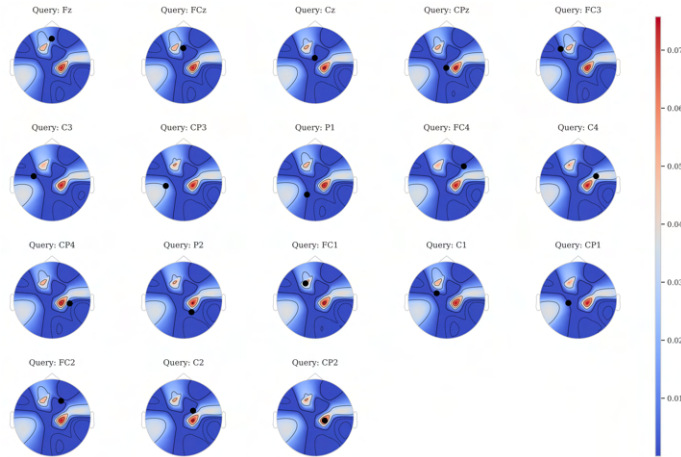 Query: Fz Query: FCz Query: Cz Query: CPz Query: FC3
Query: C3 Query: CP3 Query: P1 Query: FC4 Query: C4
Query: CP4 Query: P2 Query: FC1 Query: C1 Query: CP1
Query: FC2 Query: C2 Query: CP2
0.07
0.06
0.05
0.04
0.03
0.02
0.01